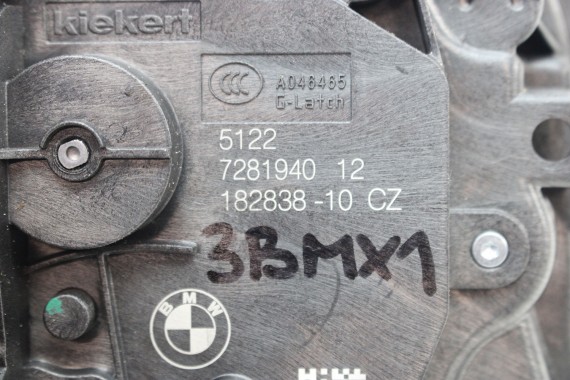 kiekert
CCC
A046465
G-Latch
5122
7281940 12
182838-10 CZ
3BMX1
BMW